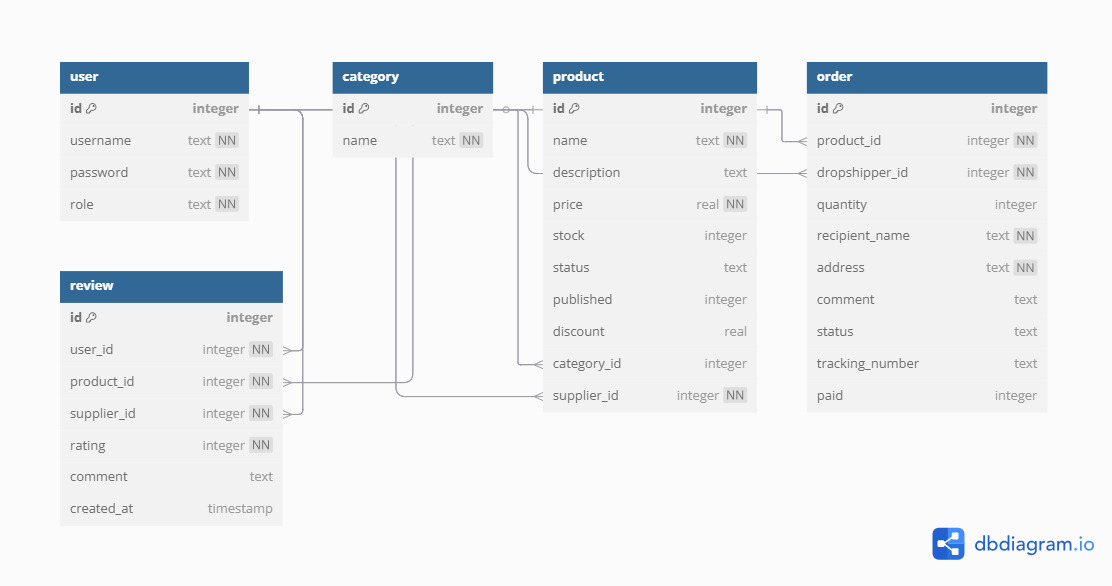 user
id integer
username text NN
password text NN
role text NN
category
id integer
name text NN
product
id integer
name text NN
description text
price real NN
stock integer
status text
published integer
discount real
category_id integer
supplier_id integer NN
order
id integer
product_id integer NN
dropshipper_id integer NN
quantity integer
recipient_name text NN
address text NN
comment text
status text
tracking_number text
paid integer
review
id integer
user_id integer NN
product_id integer NN
supplier_id integer NN
rating integer NN
comment text
created_at timestamp
dbdiagram.io